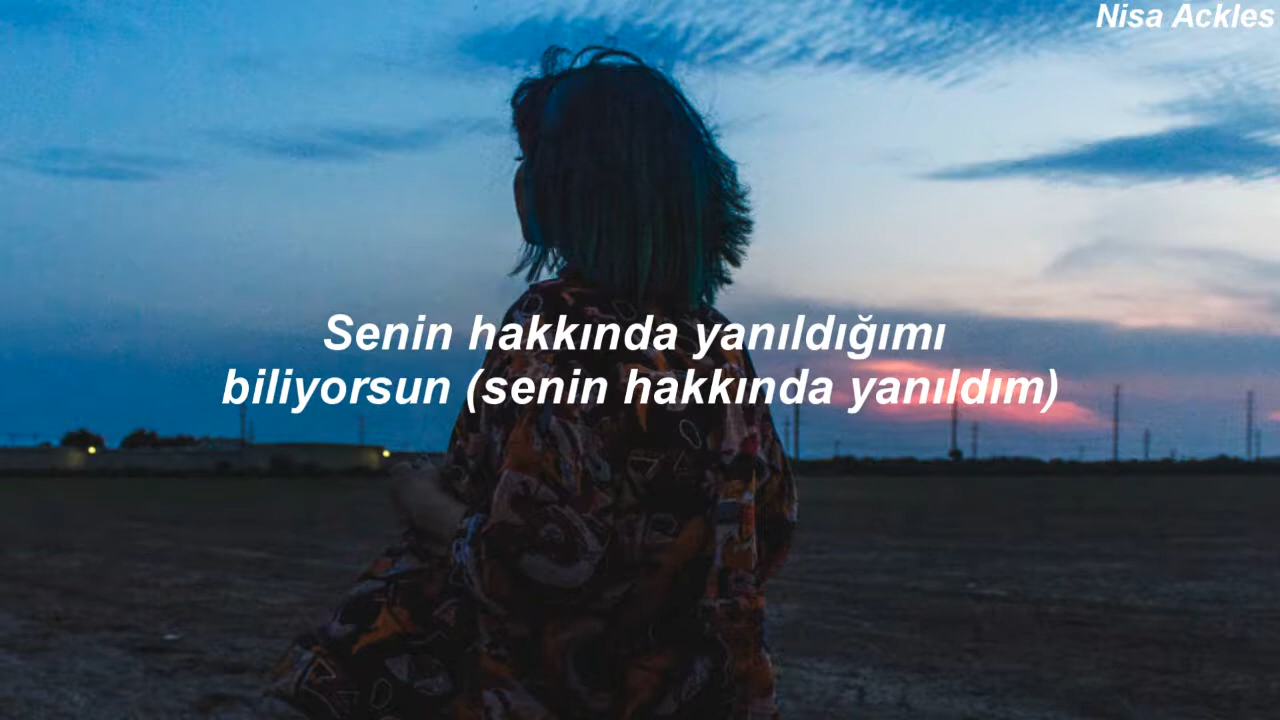 Nisa Ackles
Senin hakkında yanıldığımı
biliyorsun (senin hakkında yanıldım)